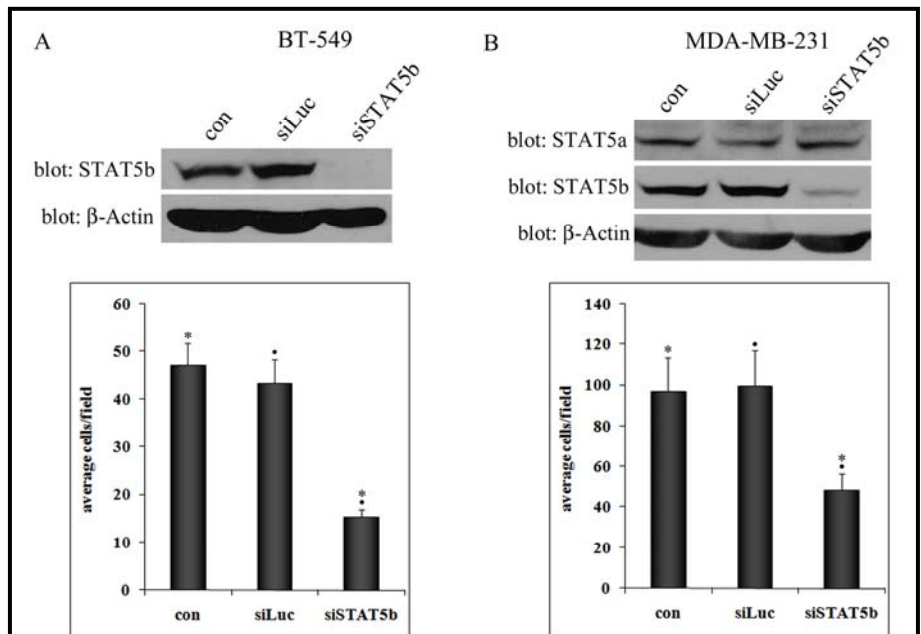 A
BT-549
con
siLuc
siSTAT5b
blot: STAT5b
blot: β-Actin
60
50
40
30
20
10
0
average cells/field
*
•
*
•
con siLuc siSTAT5b
B
MDA-MB-231
con
siLuc
siSTAT5b
blot: STAT5a
blot: STAT5b
blot: β-Actin
140
120
100
80
60
40
20
0
average cells/field
*
•
*
•
con siLuc siSTAT5b